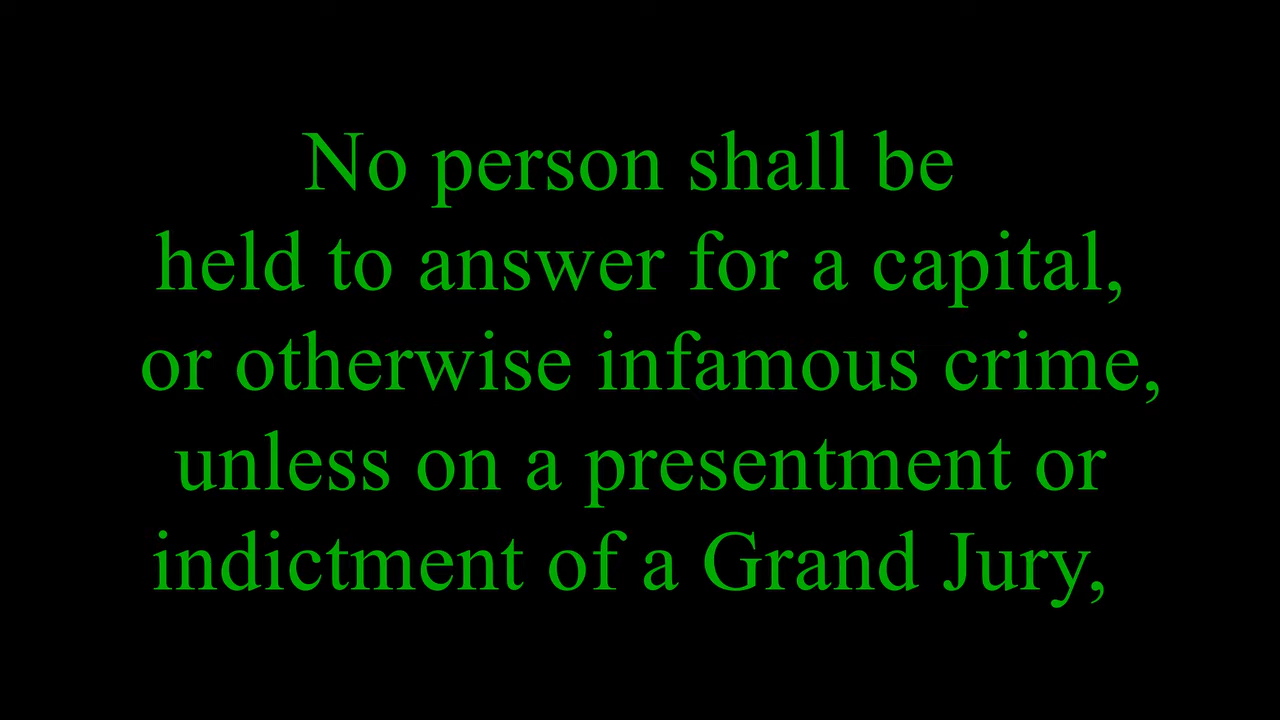 No person shall be
held to answer for a capital,
or otherwise infamous crime,
unless on a presentment or
indictment of a Grand Jury,